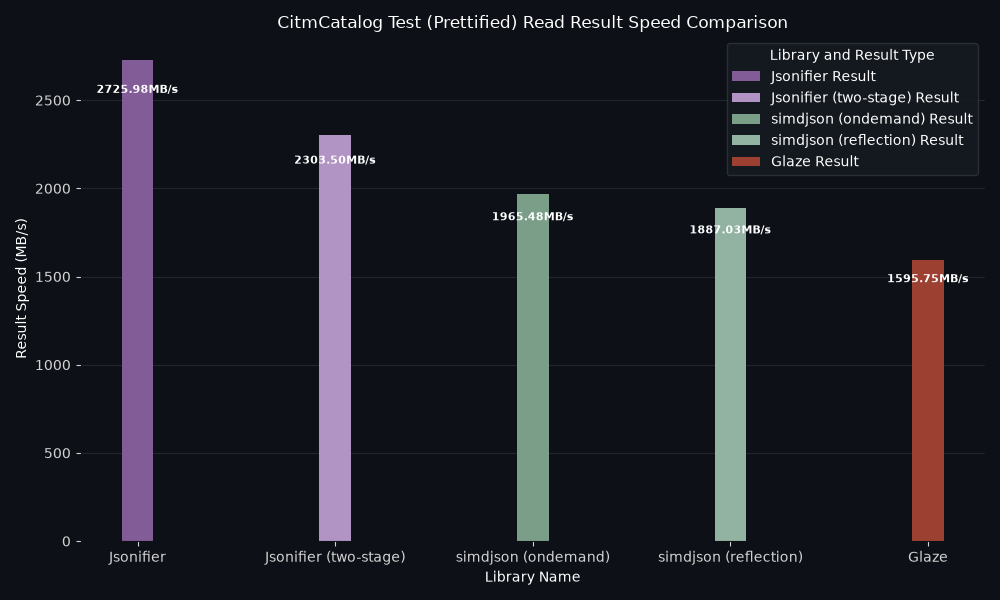 CitmCatalog Test (Prettified) Read Result Speed Comparison
Library and Result Type
Jsonifier Result
Jsonifier (two-stage) Result
simdjson (ondemand) Result
simdjson (reflection) Result
Glaze Result
2725.98MB/s
2303.50MB/s
1965.48MB/s
1887.03MB/s
1595.75MB/s
Result Speed (MB/s)
2500
2000
1500
1000
500
0
Jsonifier
Jsonifier (two-stage)
simdjson (ondemand)
simdjson (reflection)
Glaze
Library Name